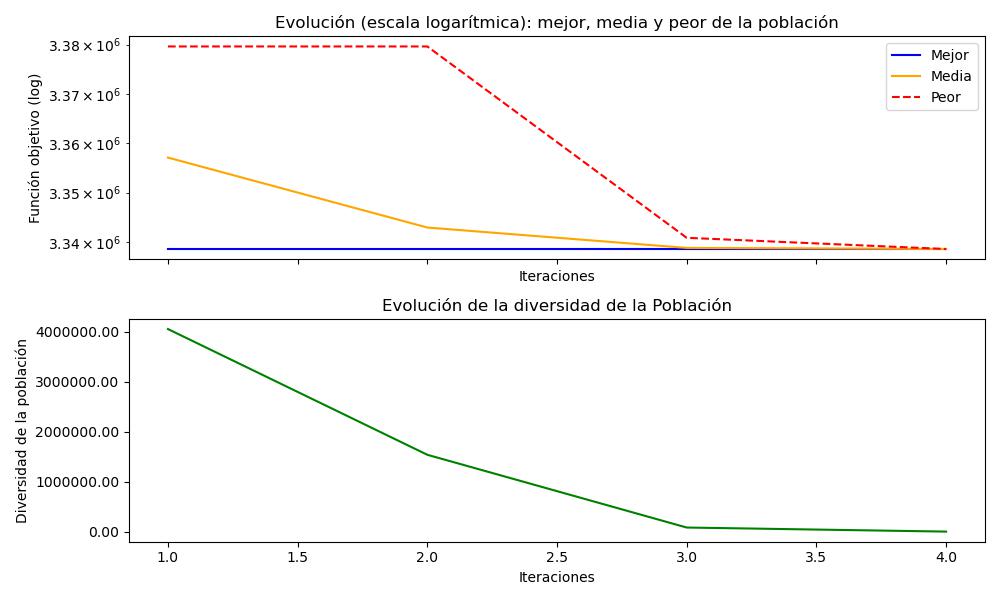 Evolución (escala logarítmica): mejor, media y peor de la población
Función objetivo (log)
3.38 × 10⁶
3.37 × 10⁶
3.36 × 10⁶
3.35 × 10⁶
3.34 × 10⁶
Mejor
Media
Peor
Iteraciones
Evolución de la diversidad de la Población
Diversidad de la población
4000000.00
3000000.00
2000000.00
1000000.00
0.00
1.0 1.5 2.0 2.5 3.0 3.5 4.0
Iteraciones